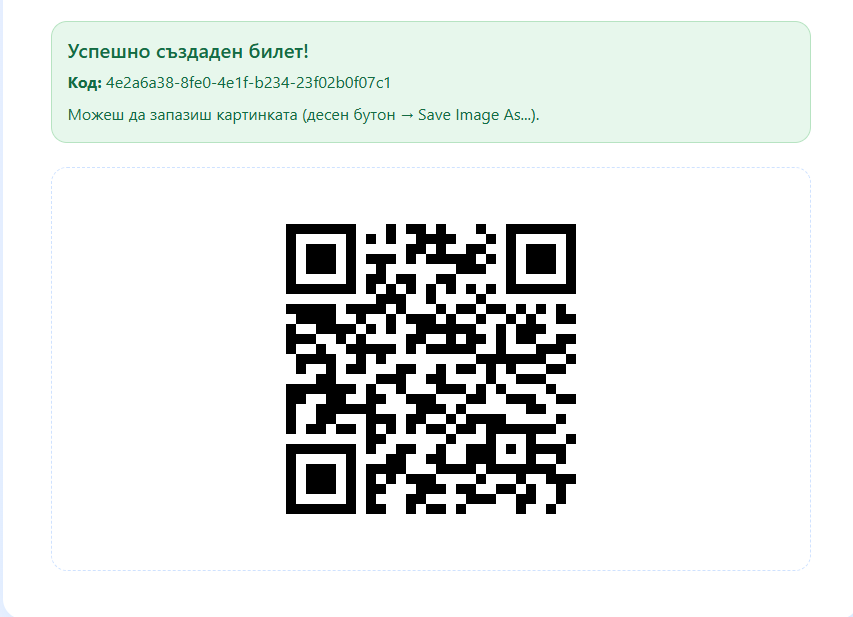 Успешно създаден билет!
Код: 4e2a6a38-8fe0-4e1f-b234-23f02b0f07c1
Можеш да запазиш картинката (десен бутон → Save Image As...).